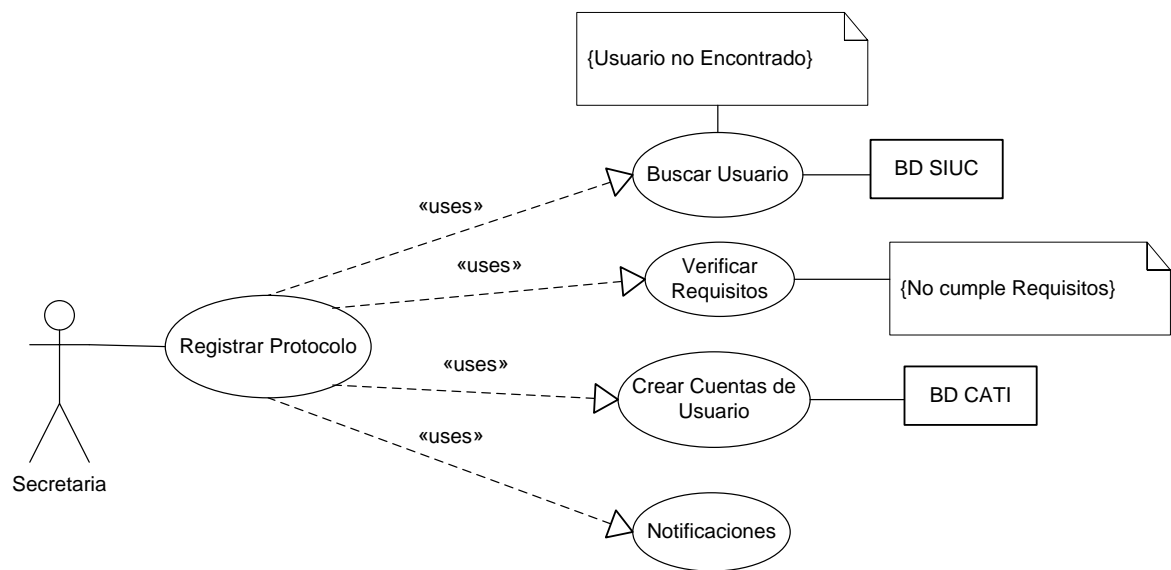 {Usuario no Encontrado}
Buscar Usuario
BD SIUC
«uses»
«uses»
Verificar
Requisitos
{No cumple Requisitos}
Registrar Protocolo
«uses»
Crear Cuentas de
Usuario
BD CATI
«uses»
Secretaria
Notificaciones